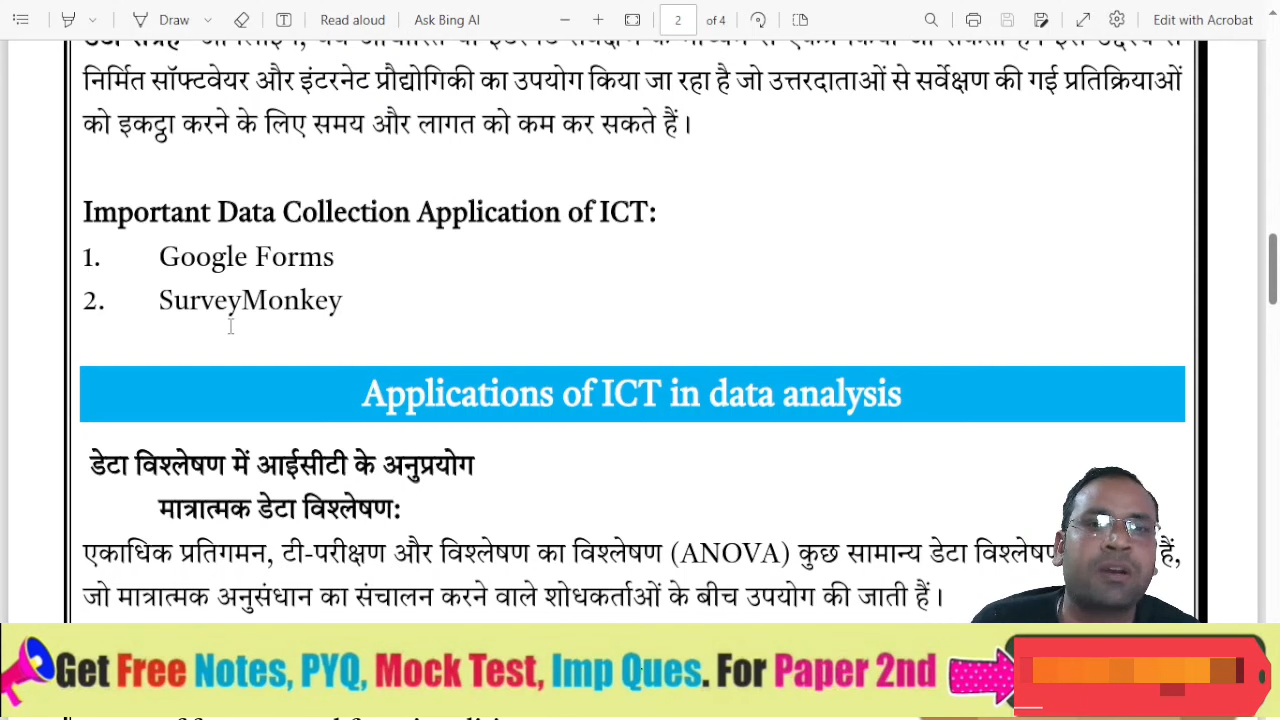 Draw
Read aloud
Ask Bing AI
2
of 4
Edit with Acrobat
निर्मित सॉफ्टवेयर और इंटरनेट प्रौद्योगिकी का उपयोग किया जा रहा है जो उत्तरदाताओं से सर्वेक्षण की गई प्रतिक्रियाओं
को इकट्ठा करने के लिए समय और लागत को कम कर सकते हैं।
Important Data Collection Application of ICT:
1. Google Forms
2. SurveyMonkey
Applications of ICT in data analysis
डेटा विश्लेषण में आईसीटी के अनुप्रयोग
मात्रात्मक डेटा विश्लेषण:
एकाधिक प्रतिगमन, टी-परीक्षण और विश्लेषण का विश्लेषण (ANOVA) कुछ सामान्य डेटा हैं,
जो मात्रात्मक अनुसंधान का संचालन करने वाले शोधकर्ताओं के बीच उपयोग की जाती हैं।
Get Free Notes, PYQ, Mock Test, Imp Ques. For Paper 2nd